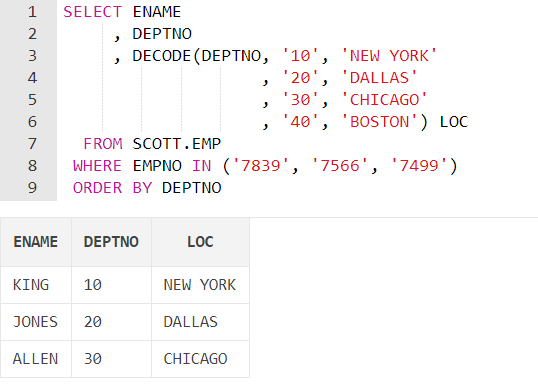 1 SELECT ENAME
2 , DEPTNO
3 , DECODE(DEPTNO, '10', 'NEW YORK'
4 , '20', 'DALLAS'
5 , '30', 'CHICAGO'
6 , '40', 'BOSTON') LOC
7 FROM SCOTT.EMP
8 WHERE EMPNO IN ('7839', '7566', '7499')
9 ORDER BY DEPTNO
ENAME DEPTNO LOC
KING 10 NEW YORK
JONES 20 DALLAS
ALLEN 30 CHICAGO